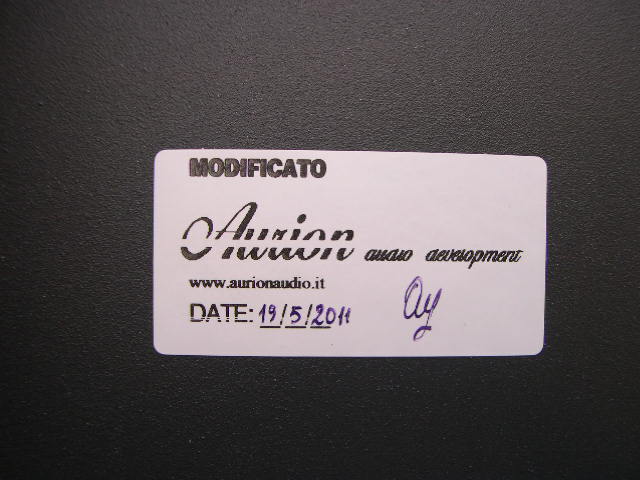 MODIFICATO
Aurion audio development
www.aurionaudio.it
DATE: 19/5/2011